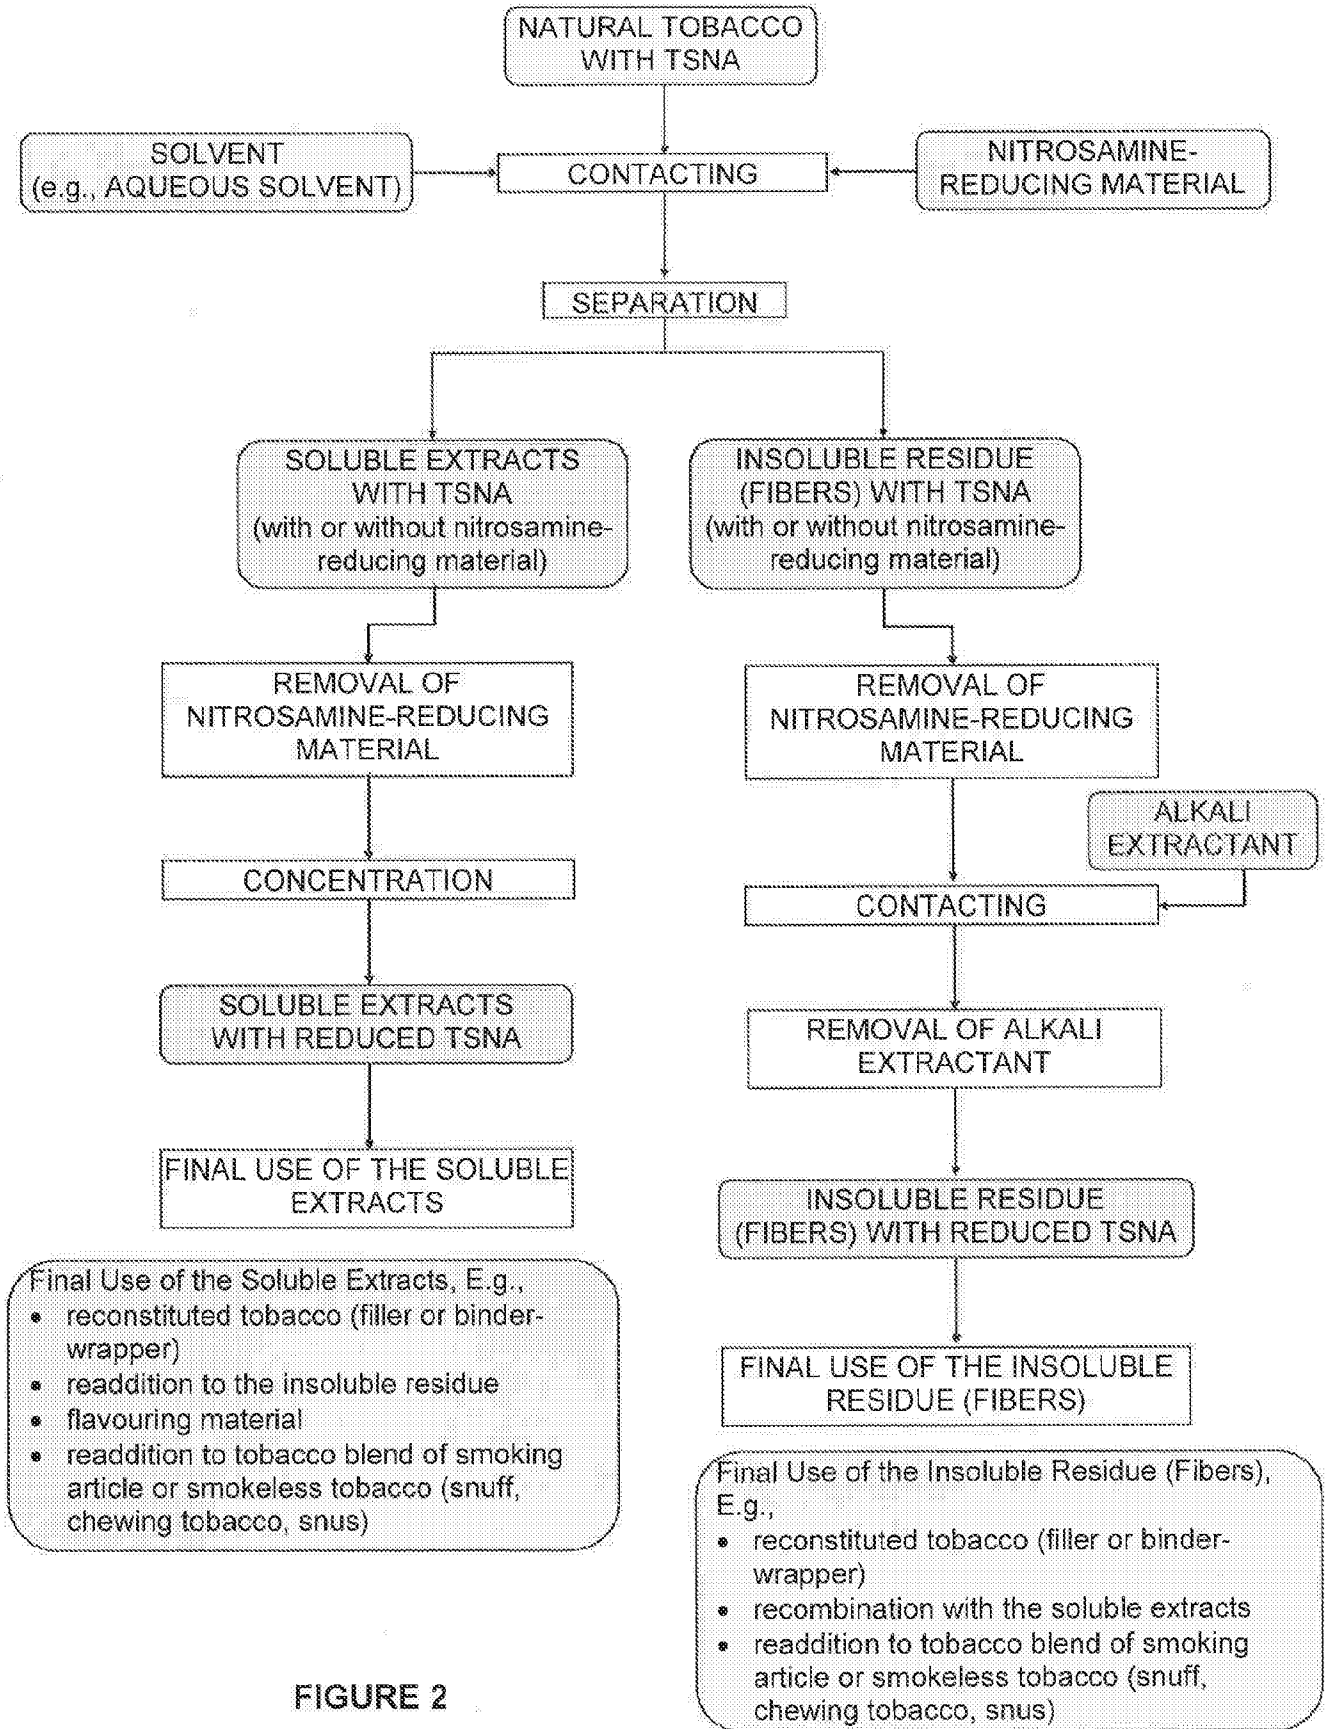 NATURAL TOBACCO
WITH TSNA
SOLVENT
(e.g., AQUEOUS SOLVENT)
CONTACTING
NITROSAMINE-
REDUCING MATERIAL
SEPARATION
SOLUBLE EXTRACTS
WITH TSNA
(with or without nitrosamine-
reducing material)
INSOLUBLE RESIDUE
(FIBERS) WITH TSNA
(with or without nitrosamine-
reducing material)
REMOVAL OF
NITROSAMINE-REDUCING
MATERIAL
REMOVAL OF
NITROSAMINE-REDUCING
MATERIAL
ALKALI
EXTRACTANT
CONCENTRATION
CONTACTING
SOLUBLE EXTRACTS
WITH REDUCED TSNA
REMOVAL OF ALKALI
EXTRACTANT
FINAL USE OF THE SOLUBLE
EXTRACTS
INSOLUBLE RESIDUE
(FIBERS) WITH REDUCED TSNA
Final Use of the Soluble Extracts, E.g.,
• reconstituted tobacco (filler or binder-
wrapper)
• readdition to the insoluble residue
• flavouring material
• readdition to tobacco blend of smoking
article or smokeless tobacco (snuff,
chewing tobacco, snus)
FINAL USE OF THE INSOLUBLE
RESIDUE (FIBERS)
Final Use of the Insoluble Residue (Fibers),
E.g.,
• reconstituted tobacco (filler or binder-
wrapper)
• recombination with the soluble extracts
• readdition to tobacco blend of smoking
article or smokeless tobacco (snuff,
chewing tobacco, snus)
FIGURE 2